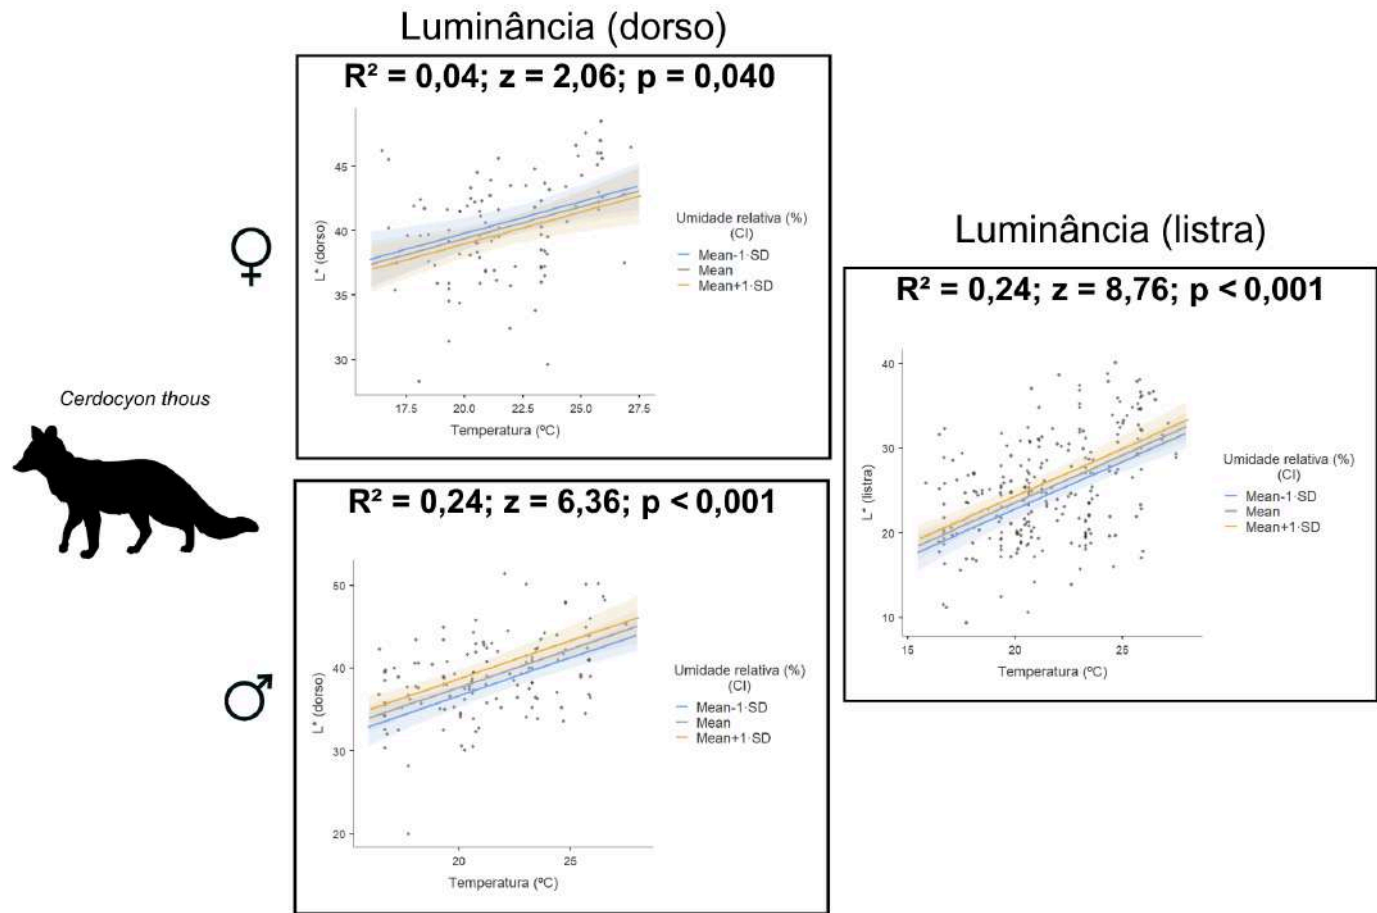 Luminância (dorso)
R² = 0,04; z = 2,06; p = 0,040
45
40
35
30
L* (dorso)
17.5 20.0 22.5 25.0 27.5
Temperatura (ºC)
Umidade relativa (%)
(CI)
Mean-1·SD
Mean
Mean+1·SD
♀
Cerdocyon thous
R² = 0,24; z = 6,36; p < 0,001
50
40
30
20
L* (dorso)
20 25
Temperatura (ºC)
Umidade relativa (%)
(CI)
Mean-1·SD
Mean
Mean+1·SD
♂
Luminância (listra)
R² = 0,24; z = 8,76; p < 0,001
40
30
20
10
L* (listra)
15 20 25
Temperatura (ºC)
Umidade relativa (%)
(CI)
Mean-1·SD
Mean
Mean+1·SD